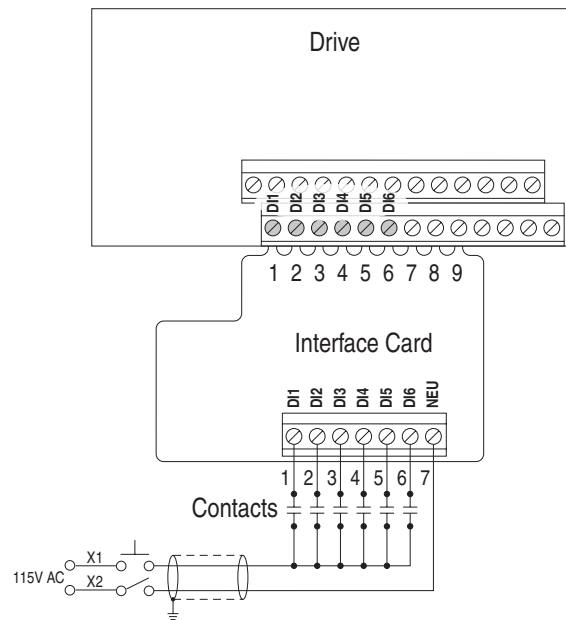 Drive
DI1 DI2 DI3 DI4 DI5 DI6
1 2 3 4 5 6 7 8 9
Interface Card
DI1 DI2 DI3 DI4 DI5 DI6 NEU
1 2 3 4 5 6 7
Contacts
X1
115V AC
X2